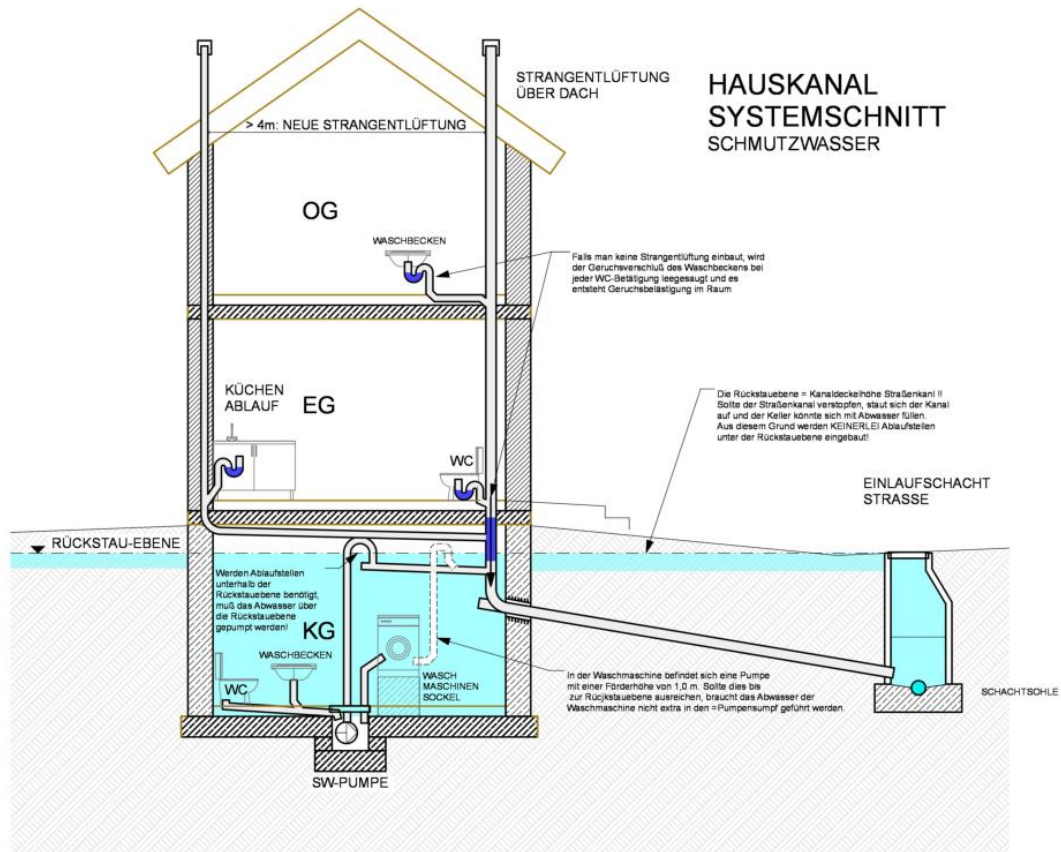 HAUSKANAL
SYSTEMSCHNITT
SCHMUTZWASSER
STRANGENTLÜFTUNG
ÜBER DACH
> 4m: NEUE STRANGENTLÜFTUNG
OG
WASCHBECKEN
Falls man keine Strangentlüftung einbaut, wird
der Geruchsverschluß des Waschbeckens bei
jeder WC-Betätigung leegesaugt und es
entsteht Geruchsbelästigung im Raum
KÜCHEN
ABLAUF
EG
WC
Die Rückstauebene = Kanaldeckelhöhe Straßenkanl !!
Sollte der Straßenkanal verstopfen, staut sich der Kanal
auf und der Keller könnte sich mit Abwasser füllen.
Aus diesem Grund werden KEINERLEI Ablaufstellen
unter der Rückstauebene eingebaut!
EINLAUFSCHACHT
STRASSE
RÜCKSTAU-EBENE
Werden Ablaufstellen
unterhalb der
Rückstauebene benötigt,
muß das Abwasser über
die Rückstauebene
gepumpt werden!
KG
WASCHBECKEN
WC
WASCH
MASCHINEN
SOCKEL
In der Waschmaschine befindet sich eine Pumpe
mit einer Förderhöhe von 1,0 m. Sollte dies bis
zur Rücjkstauebene ausreichen, braucht das Abwasser der
Waschmaschine nicht extra in den =Pumpensumpf geführt werden.
SCHACHTSOHLE
SW-PUMPE